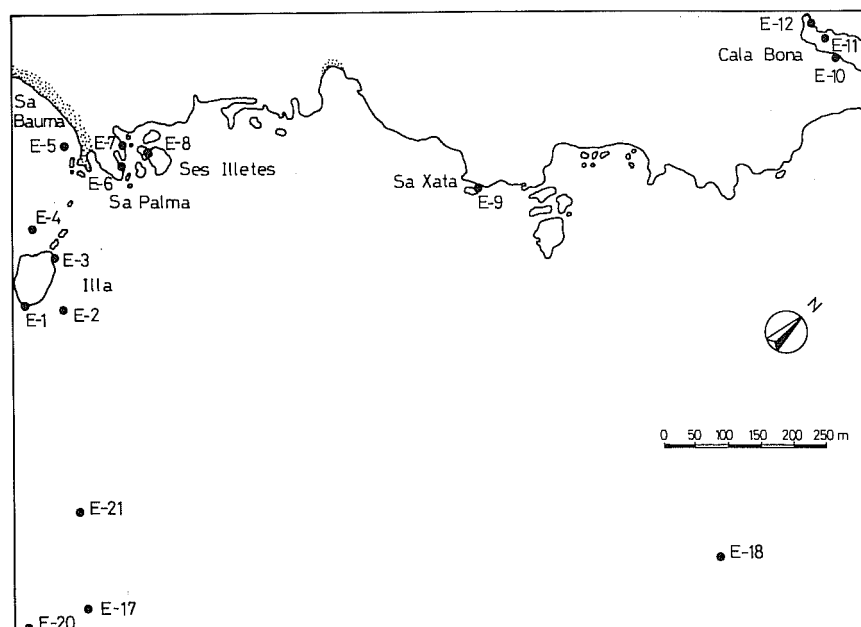 E-12
E-11
Cala Bona
E-10
Sa
Bauma
E-5
E-7
E-8
Ses Illetes
E-6
Sa Palma
Sa Xata
E-9
E-4
E-3
Illa
E-1
E-2
N
0 50 100 150 200 250 m
E-21
E-18
E-17
E-20